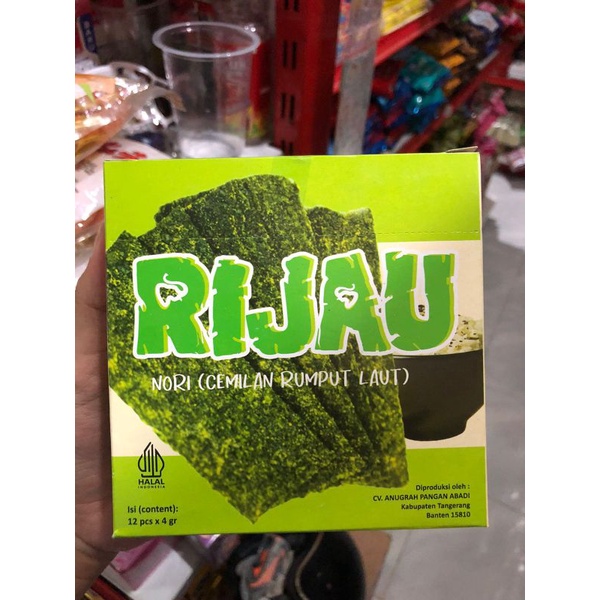 RIJAU
NORI (CEMILAN RUMPUT LAUT)
HALAL
INDONESIA
Isi (content):
12 pcs x 4 gr
Diproduksi oleh :
CV. ANUGRAH PANGAN ABADI
Kabupaten Tangerang
Banten 15810